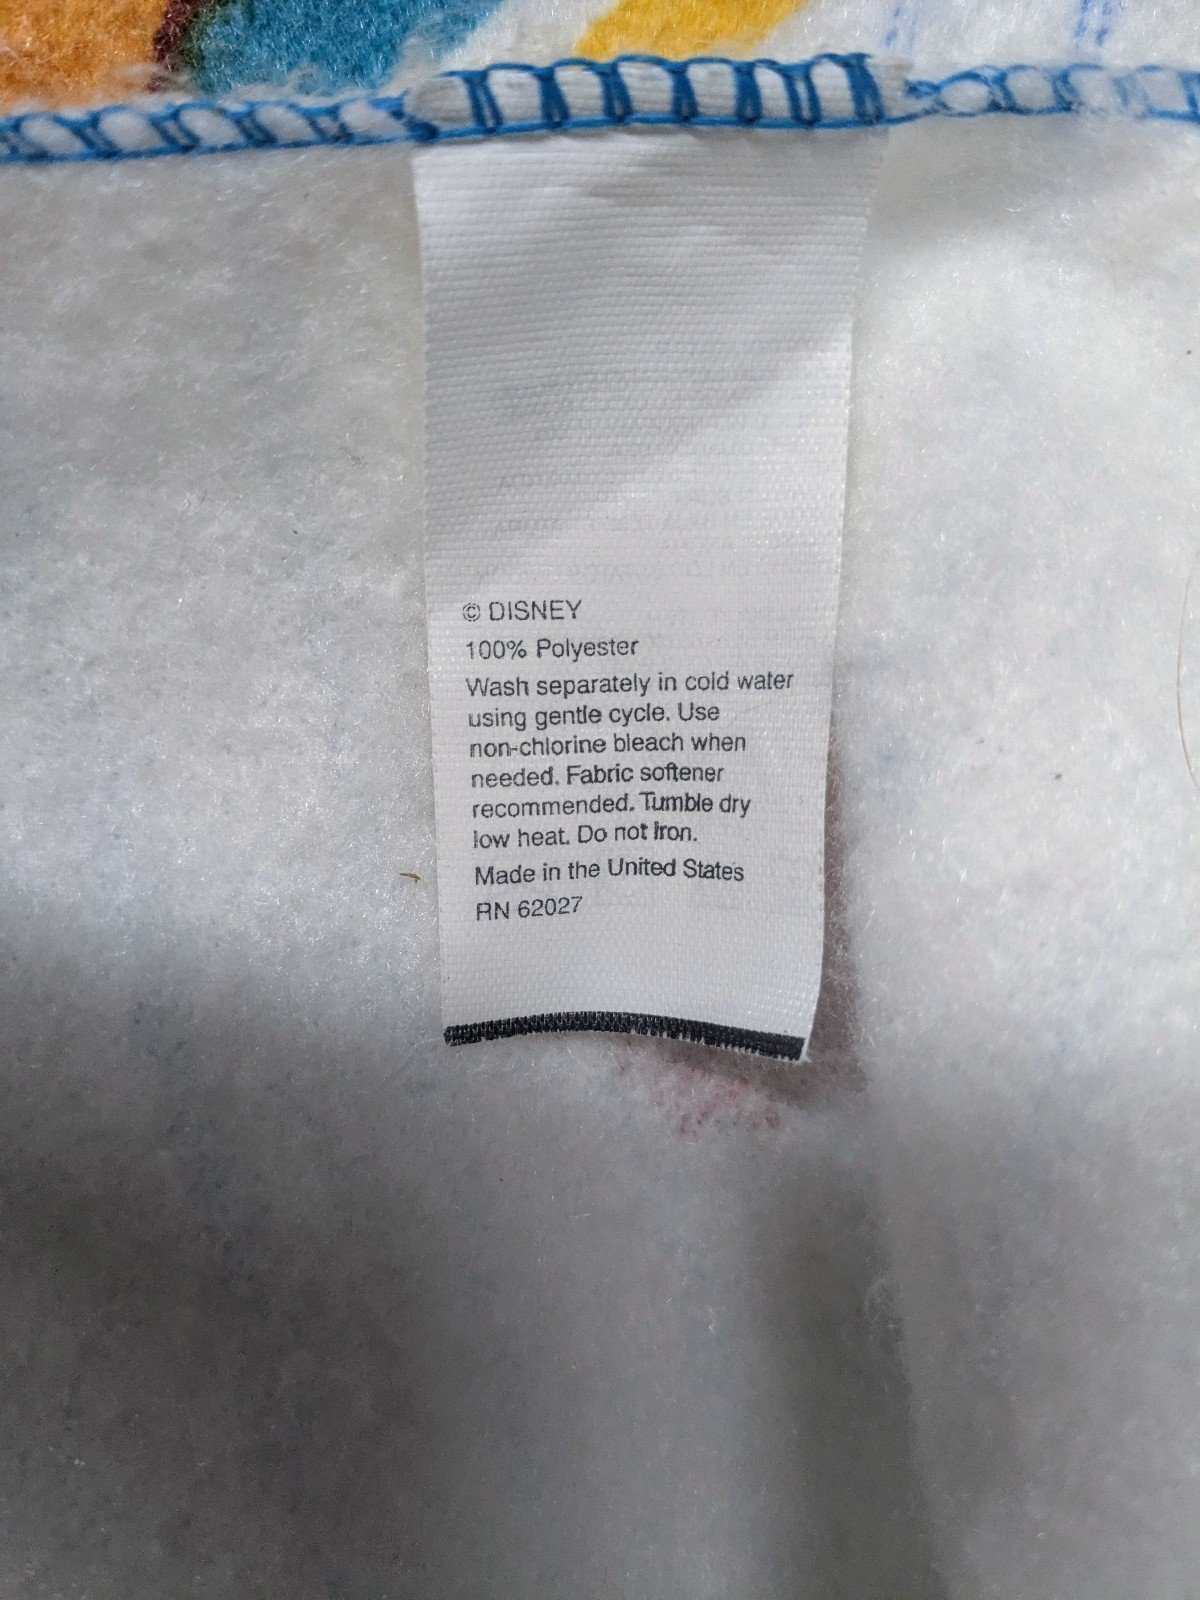 © DISNEY
100% Polyester
Wash separately in cold water
using gentle cycle. Use
non-chlorine bleach when
needed. Fabric softener
recommended. Tumble dry
low heat. Do not iron.
Made in the United States
RN 62027